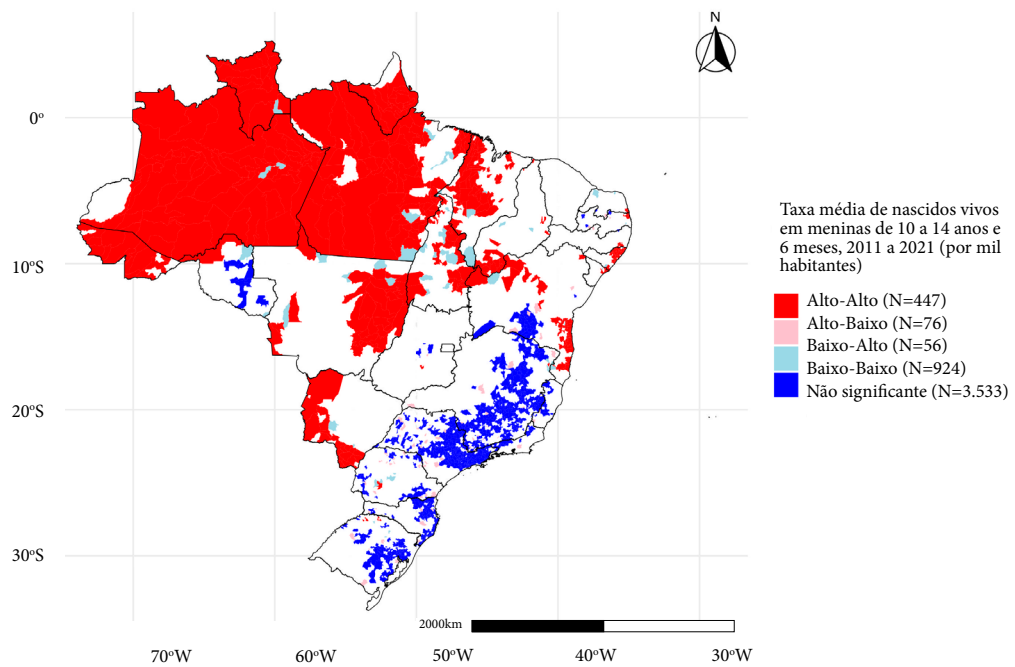 N
0º
10ºS
20ºS
30ºS
Taxa média de nascidos vivos
em meninas de 10 a 14 anos e
6 meses, 2011 a 2021 (por mil
habitantes)
Alto-Alto (N=447)
Alto-Baixo (N=76)
Baixo-Alto (N=56)
Baixo-Baixo (N=924)
Não significante (N=3.533)
2000km
70ºW
60ºW
50ºW
40ºW
30ºW